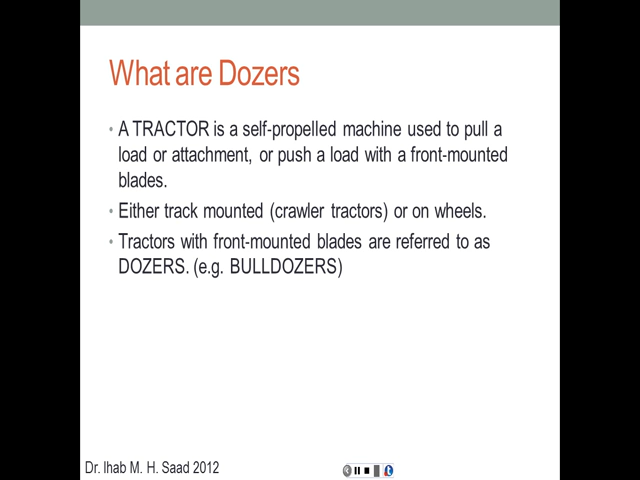 What are Dozers
• A TRACTOR is a self-propelled machine used to pull a
load or attachment, or push a load with a front-mounted
blades.
• Either track mounted (crawler tractors) or on wheels.
• Tractors with front-mounted blades are referred to as
DOZERS. (e.g. BULLDOZERS)
Dr. Ihab M. H. Saad 2012